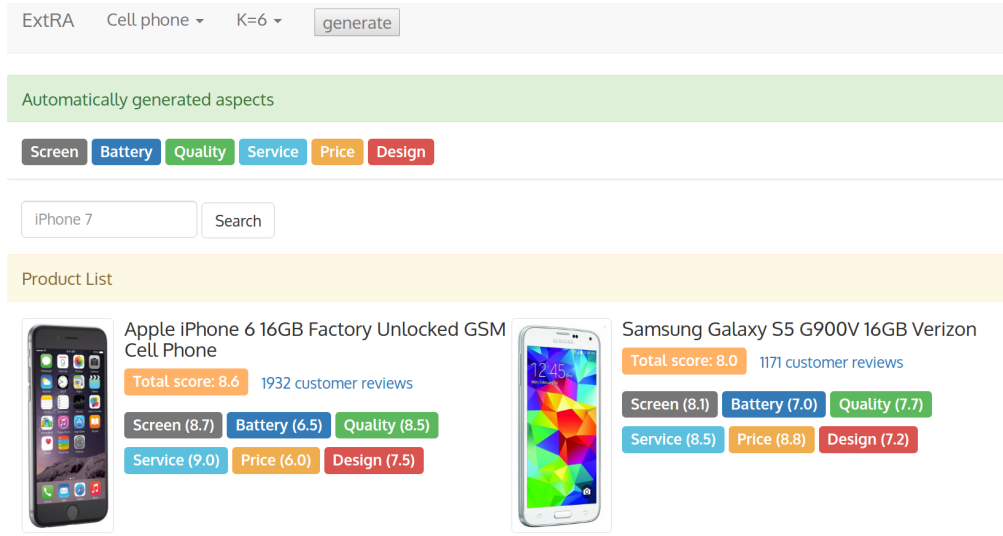 ExtRA Cell phone K=6 generate
Automatically generated aspects
Screen Battery Quality Service Price Design
iPhone 7 Search
Product List
Apple iPhone 6 16GB Factory Unlocked GSM
Cell Phone
Total score: 8.6 1932 customer reviews
Screen (8.7) Battery (6.5) Quality (8.5)
Service (9.0) Price (6.0) Design (7.5)
SAMSUNG
12:45
Samsung Galaxy S5 G900V 16GB Verizon
Total score: 8.0 1171 customer reviews
Screen (8.1) Battery (7.0) Quality (7.7)
Service (8.5) Price (8.8) Design (7.2)